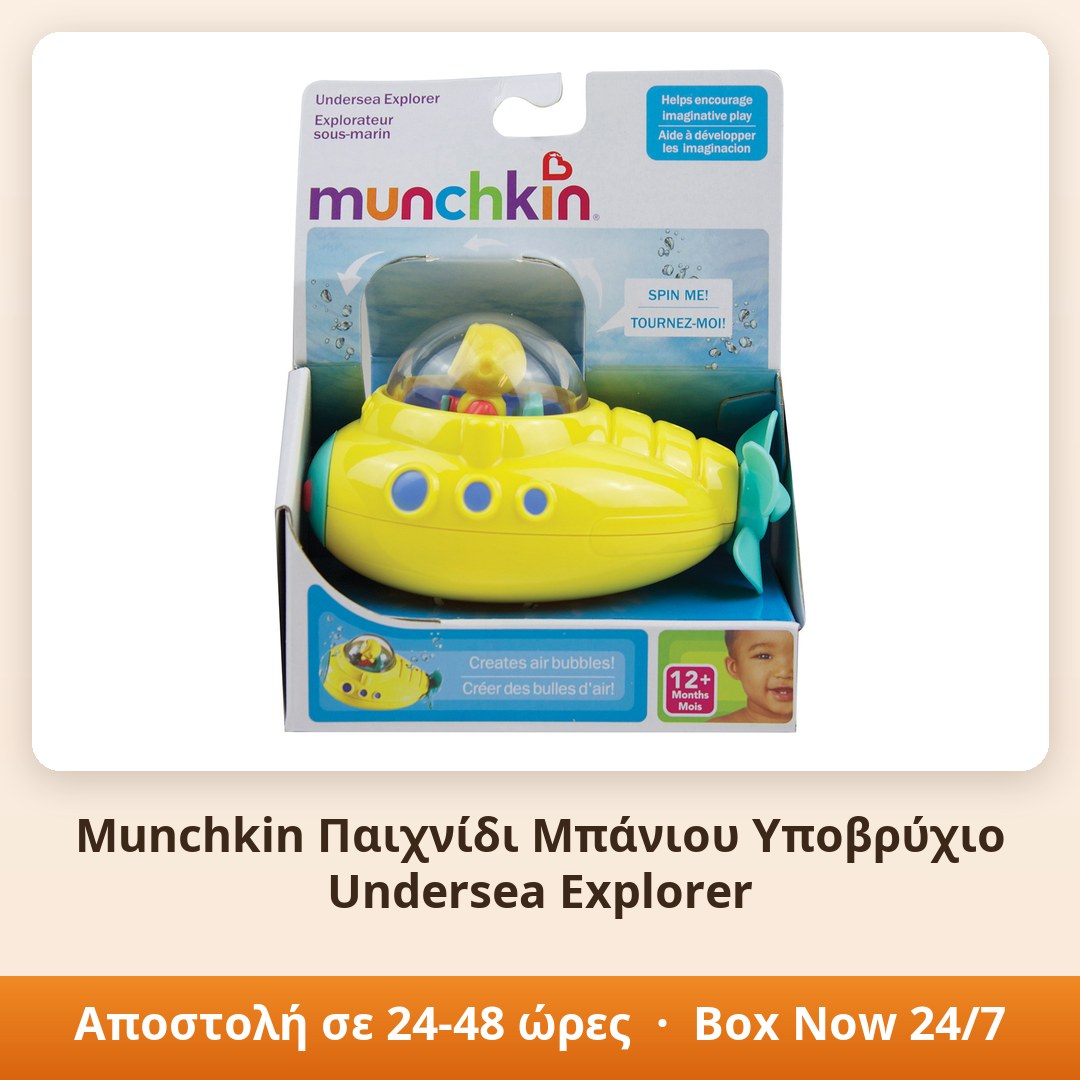 Undersea Explorer
Explorateur
sous-marin
Helps encourage
imaginative play
Aide à développer
les imaginacion
munchkin
SPIN ME!
TOURNEZ-MOI!
Creates air bubbles!
Créer des bulles d'air!
12+
Months
Mois
Munchkin Παιχνίδι Μπάνιου Υποβρύχιο
Undersea Explorer
Αποστολή σε 24-48 ώρες · Box Now 24/7